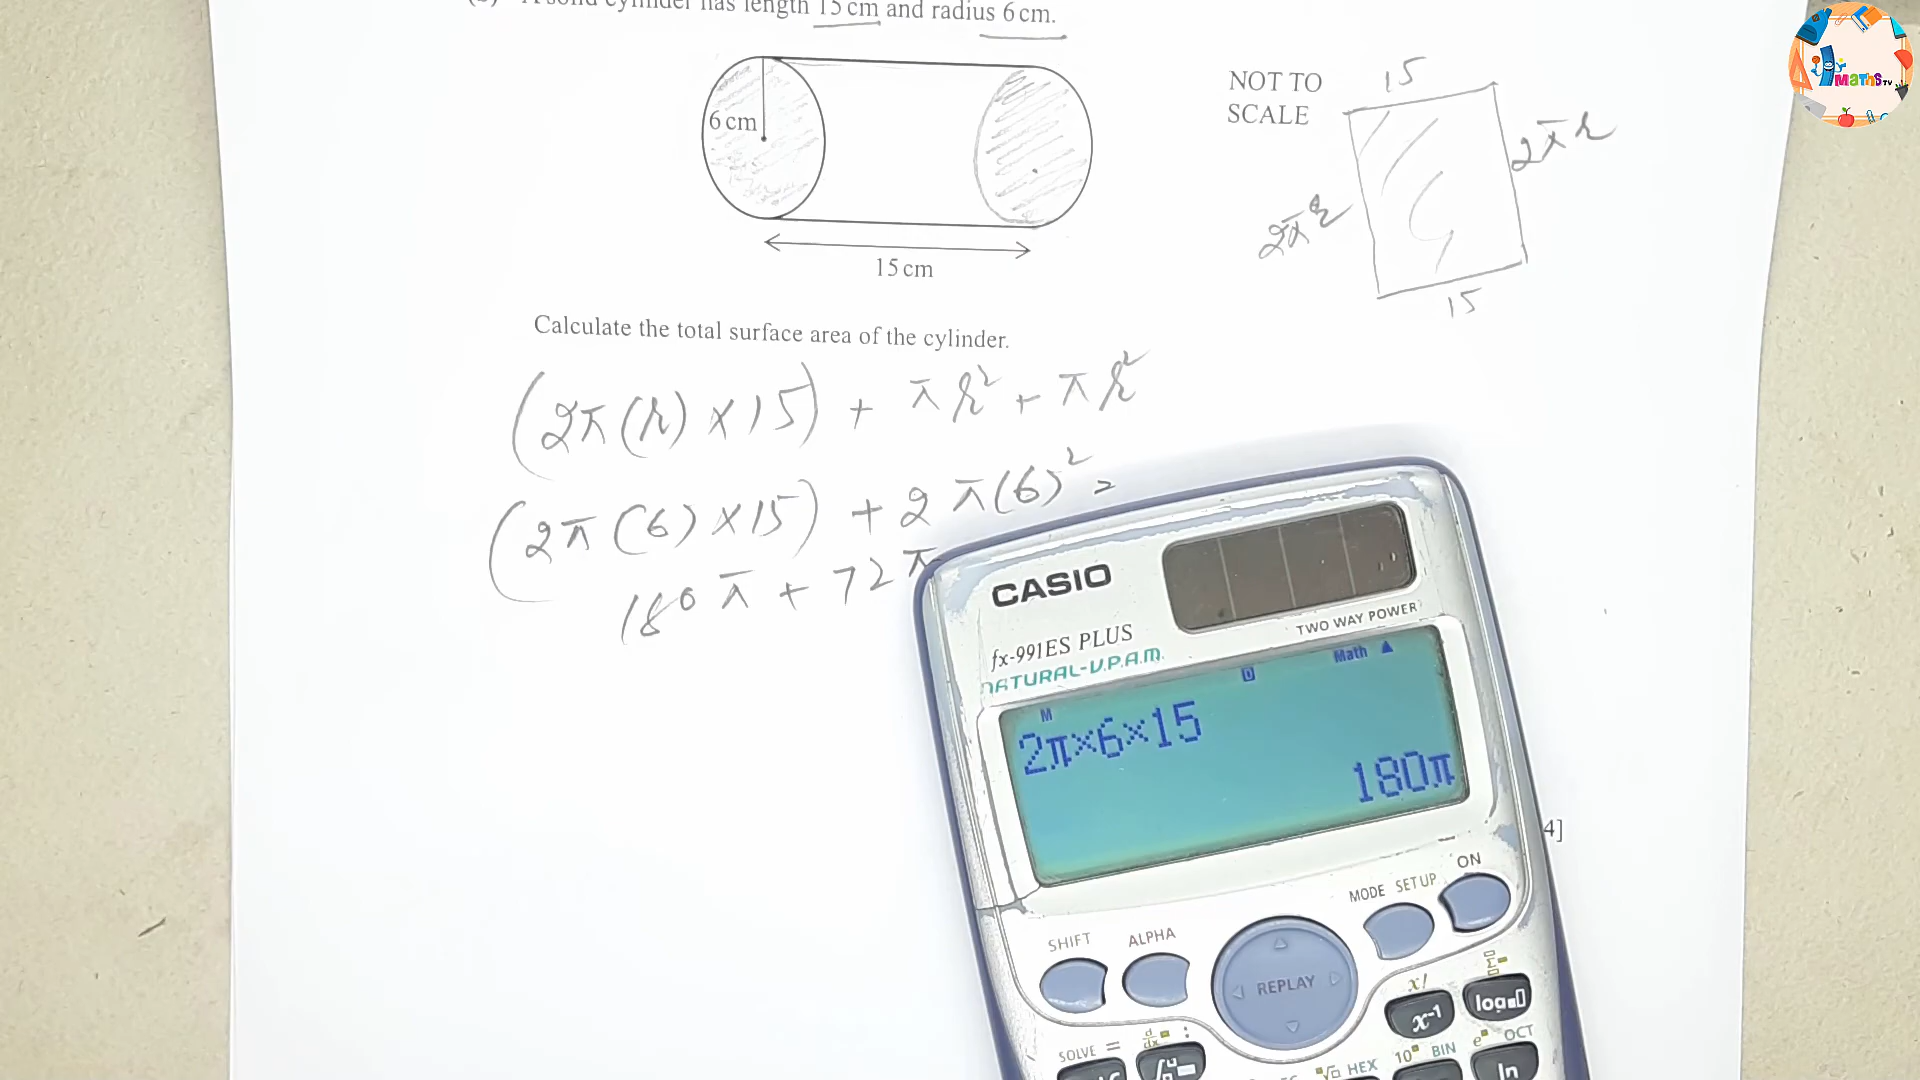 A solid cylinder has length 15 cm and radius 6 cm.
6 cm
15 cm
NOT TO
SCALE
15
2πr
2πr
15
MATHS TV
Calculate the total surface area of the cylinder.
(2π(r) × 15) + πr² + πr²
(2π(6) × 15) + 2π(6)² =
180π + 72π
4]
CASIO
fx-991ES PLUS
NATURAL-V.P.A.M.
TWO WAY POWER
M D Math ▲
2π×6×15
180π
SHIFT ALPHA MODE SETUP ON
REPLAY
SOLVE = d/dx :
x! Σ
x⁻¹ log
HEX 10 BIN e OCT
ln